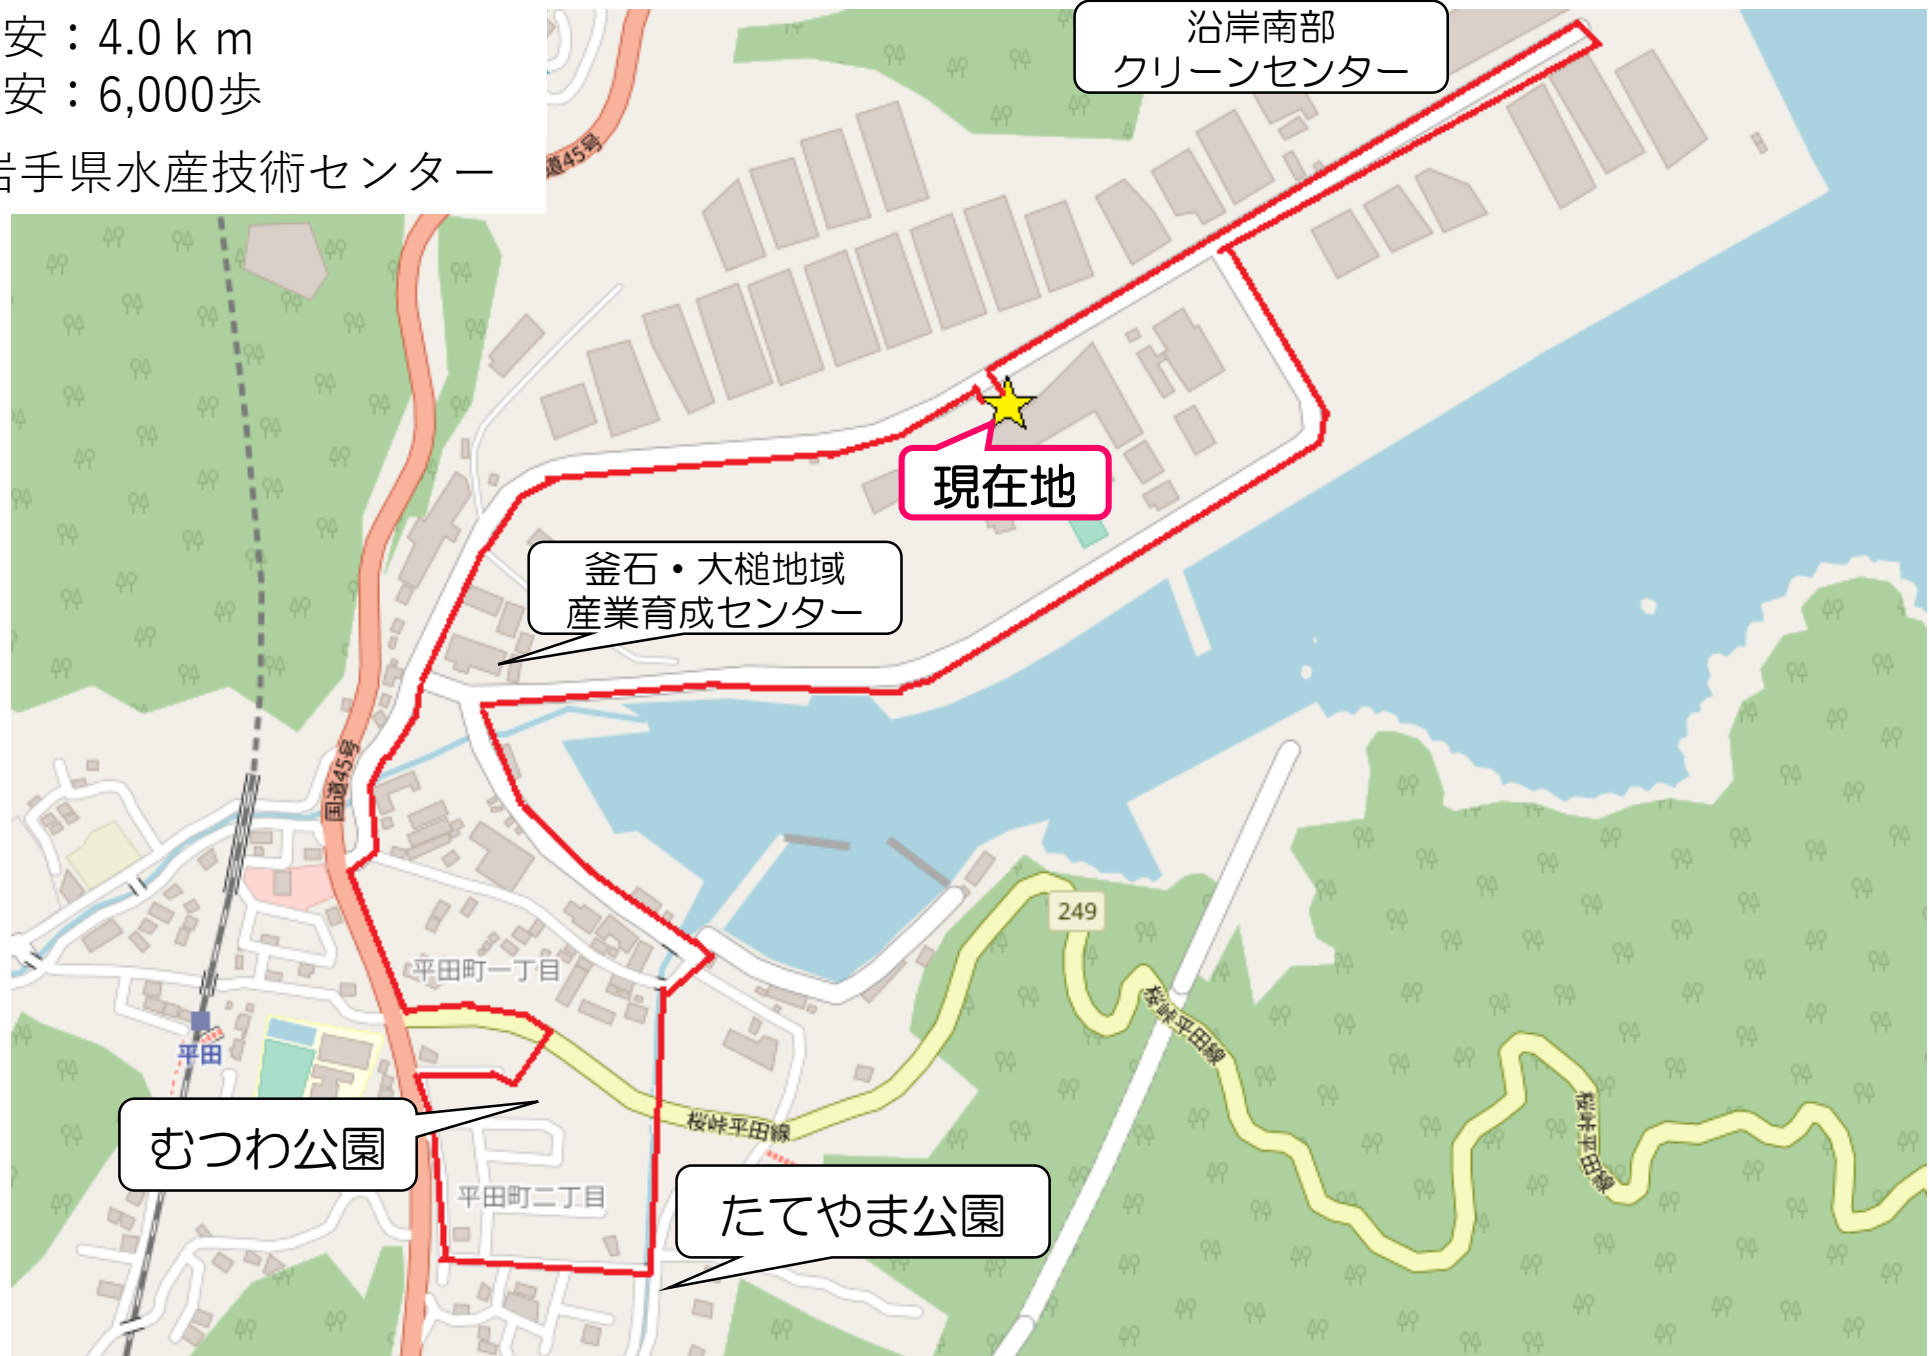 安：4.0ｋｍ
安：6,000歩
岩手県水産技術センター
沿岸南部
クリーンセンター
道45号
現在地
釜石・大槌地域
産業育成センター
国道45号
249
平田町一丁目
桜峠平田線
平田
桜峠平田線
桜峠平田線
むつわ公園
平田町二丁目
たてやま公園